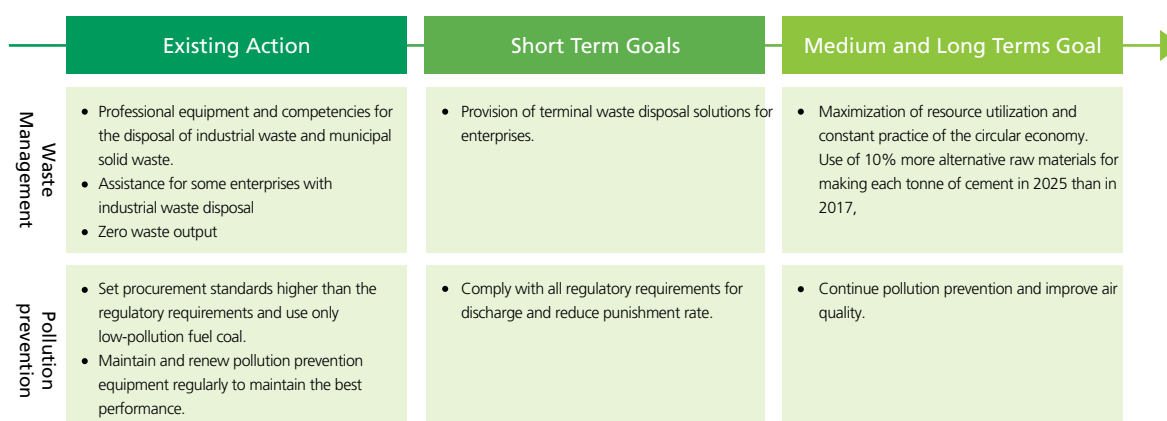 Existing Action
Short Term Goals
Medium and Long Terms Goal
Waste
Management
• Professional equipment and competencies for
the disposal of industrial waste and municipal
solid waste.
• Assistance for some enterprises with
industrial waste disposal
• Zero waste output
• Provision of terminal waste disposal solutions for
enterprises.
• Maximization of resource utilization and
constant practice of the circular economy.
Use of 10% more alternative raw materials for
making each tonne of cement in 2025 than in
2017,
Pollution
prevention
• Set procurement standards higher than the
regulatory requirements and use only
low-pollution fuel coal.
• Maintain and renew pollution prevention
equipment regularly to maintain the best
performance.
• Comply with all regulatory requirements for
discharge and reduce punishment rate.
• Continue pollution prevention and improve air
quality.